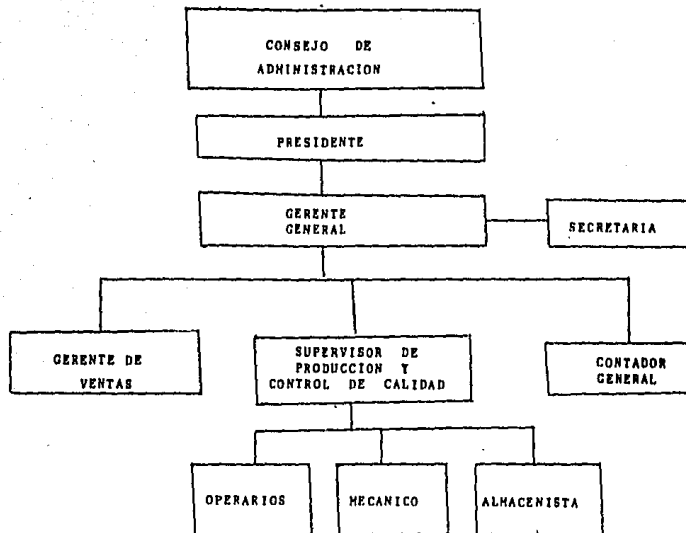 CONSEJO DE
ADMINISTRACION
PRESIDENTE
GERENTE
GENERAL
SECRETARIA
GERENTE DE
VENTAS
SUPERVISOR DE
PRODUCCION Y
CONTROL DE CALIDAD
CONTADOR
GENERAL
OPERARIOS
MECANICO
ALMACENISTA